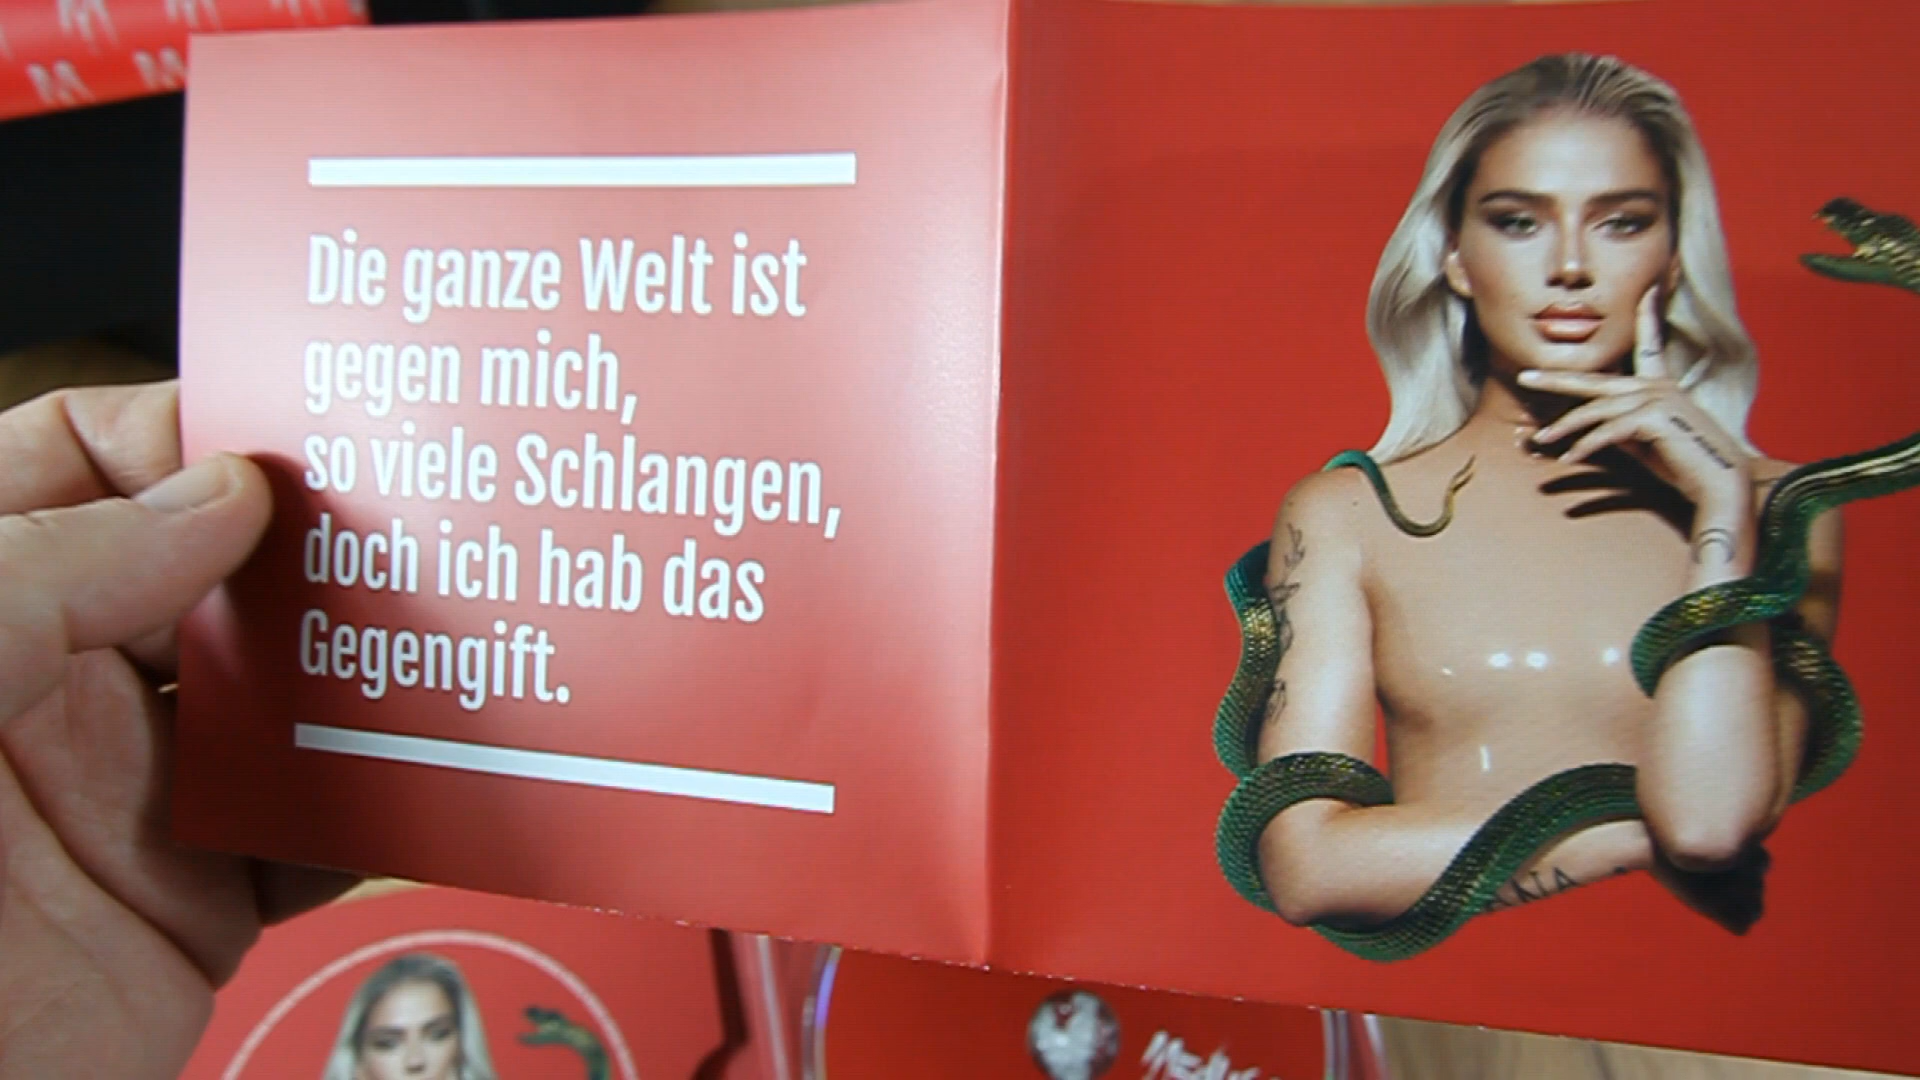 Die ganze Welt ist
gegen mich,
so viele Schlangen,
doch ich hab das
Gegengift.